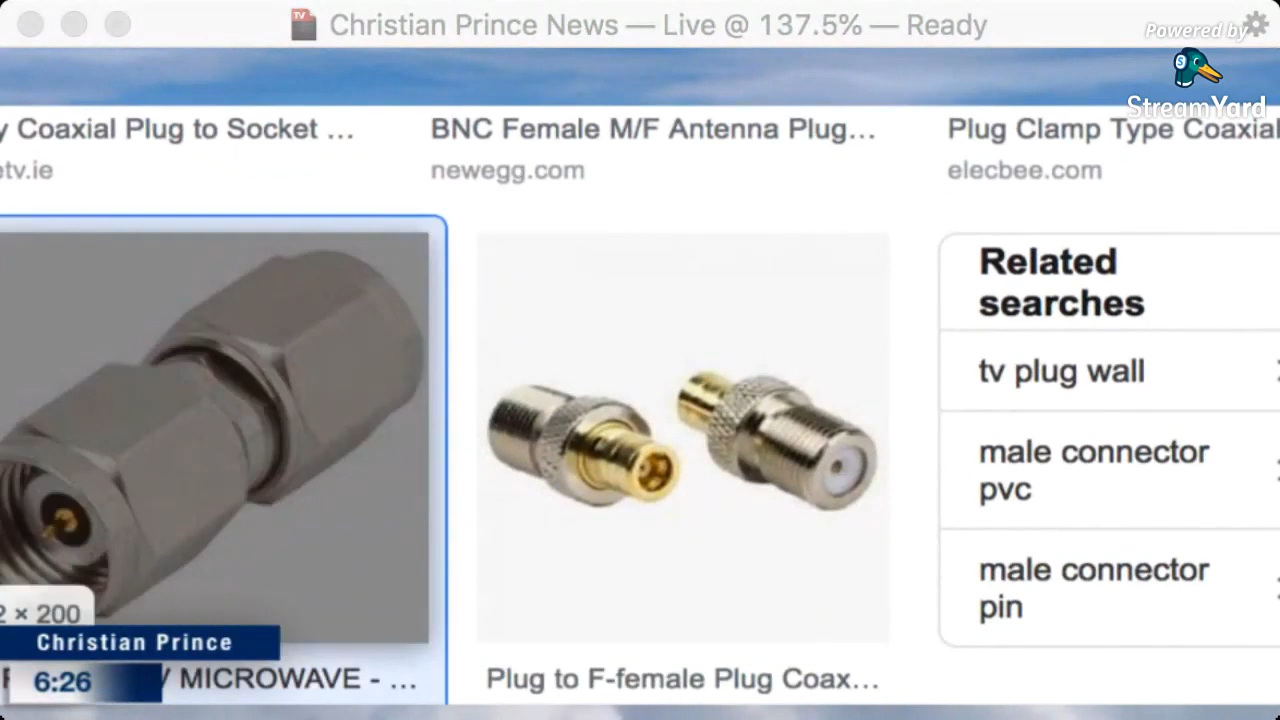 TV Christian Prince News — Live @ 137.5% — Ready
Powered by
StreamYard
y Coaxial Plug to Socket ...
BNC Female M/F Antenna Plug...
Plug Clamp Type Coaxial
etv.ie
newegg.com
elecbee.com
Related
searches
tv plug wall
male connector
pvc
male connector
pin
2 × 200
Christian Prince
6:26
MICROWAVE - ...
Plug to F-female Plug Coax...